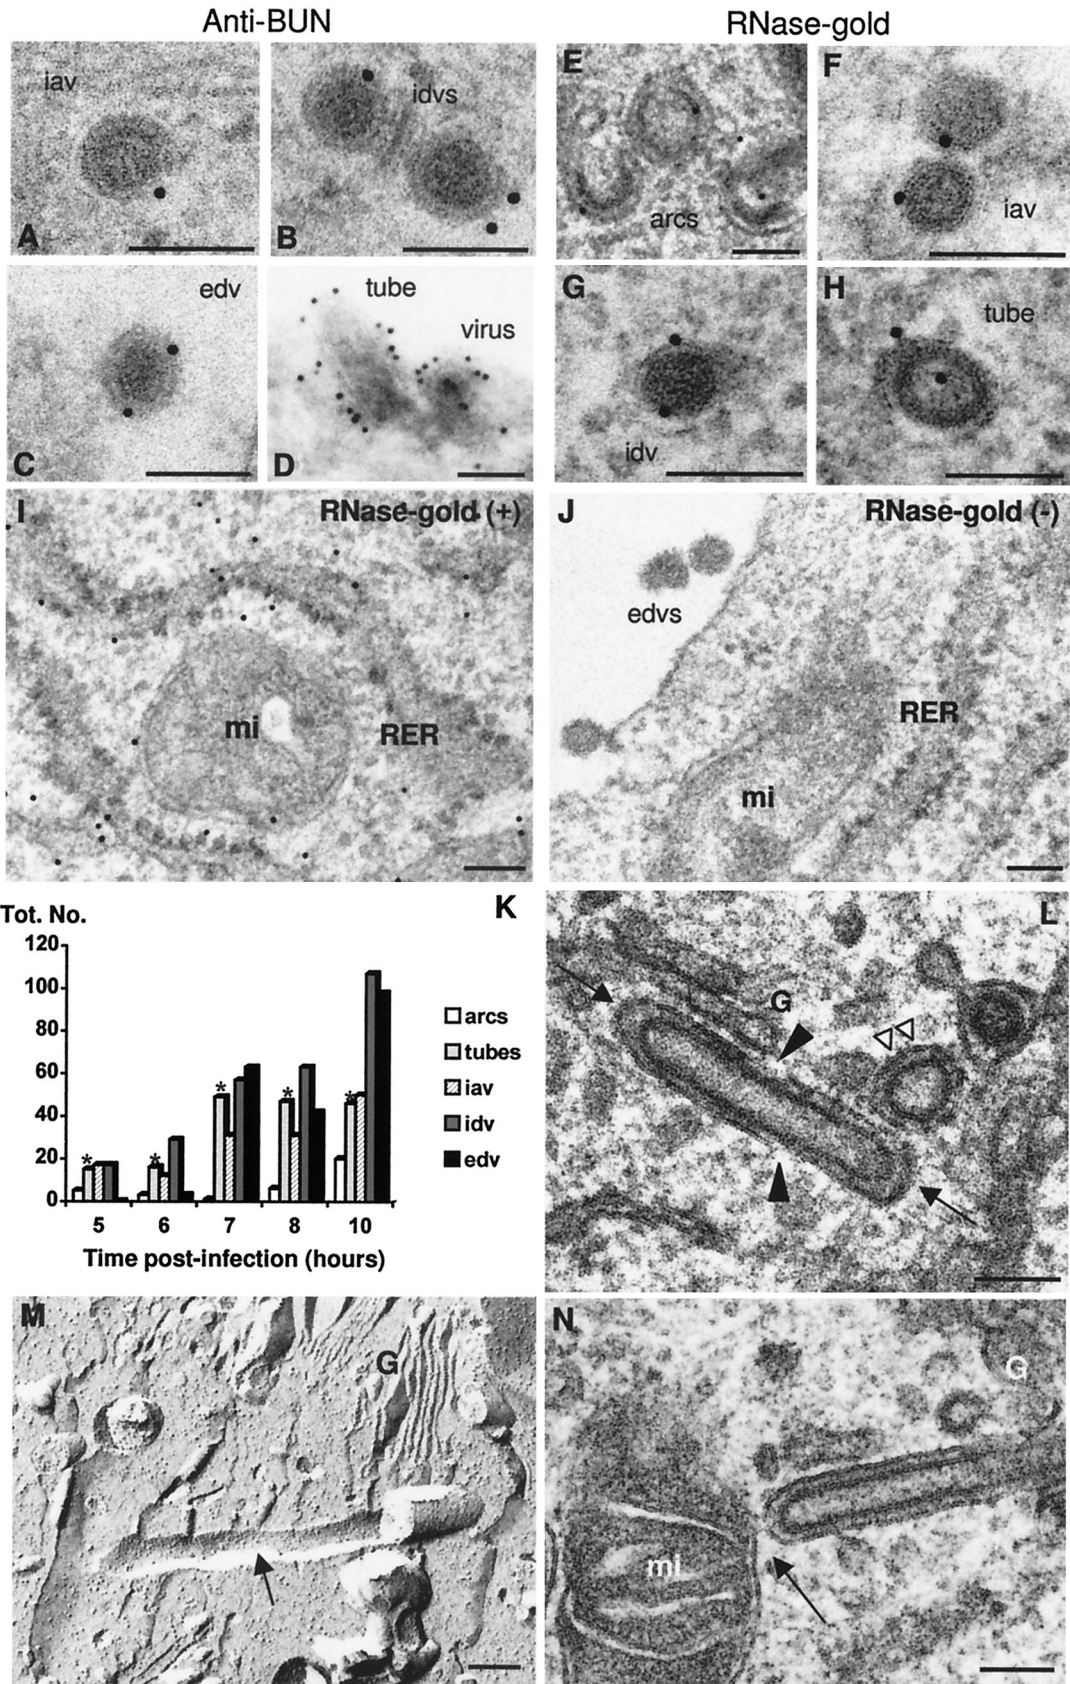 Anti-BUN
RNase-gold
iav
A
idvs
B
E
arcs
F
iav
edv
C
tube
virus
D
G
idv
H
tube
I
RNase-gold (+)
mi
RER
J
RNase-gold (-)
edvs
RER
mi
Tot. No.
K
120
100
80
60
40
20
0
* * * * *
5 6 7 8 10
Time post-infection (hours)
arcs
tubes
iav
idv
edv
L
G
M
G
N
G
mi